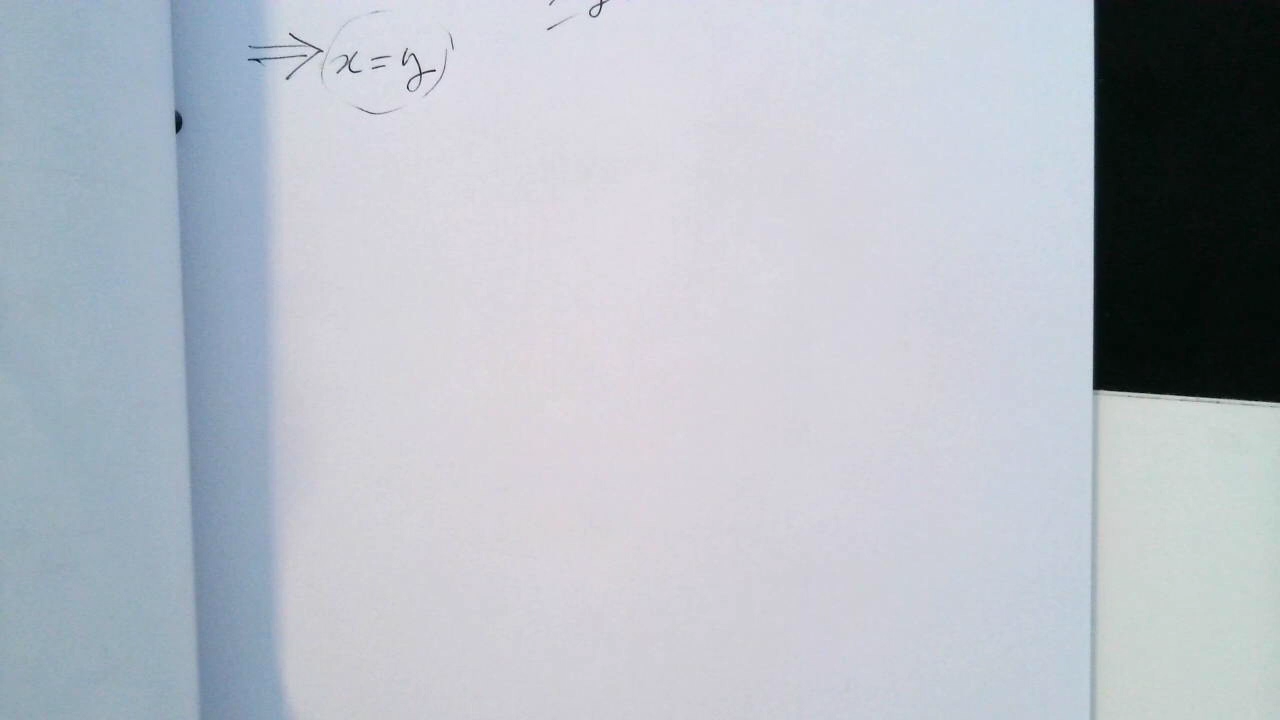 ⇒ x = y